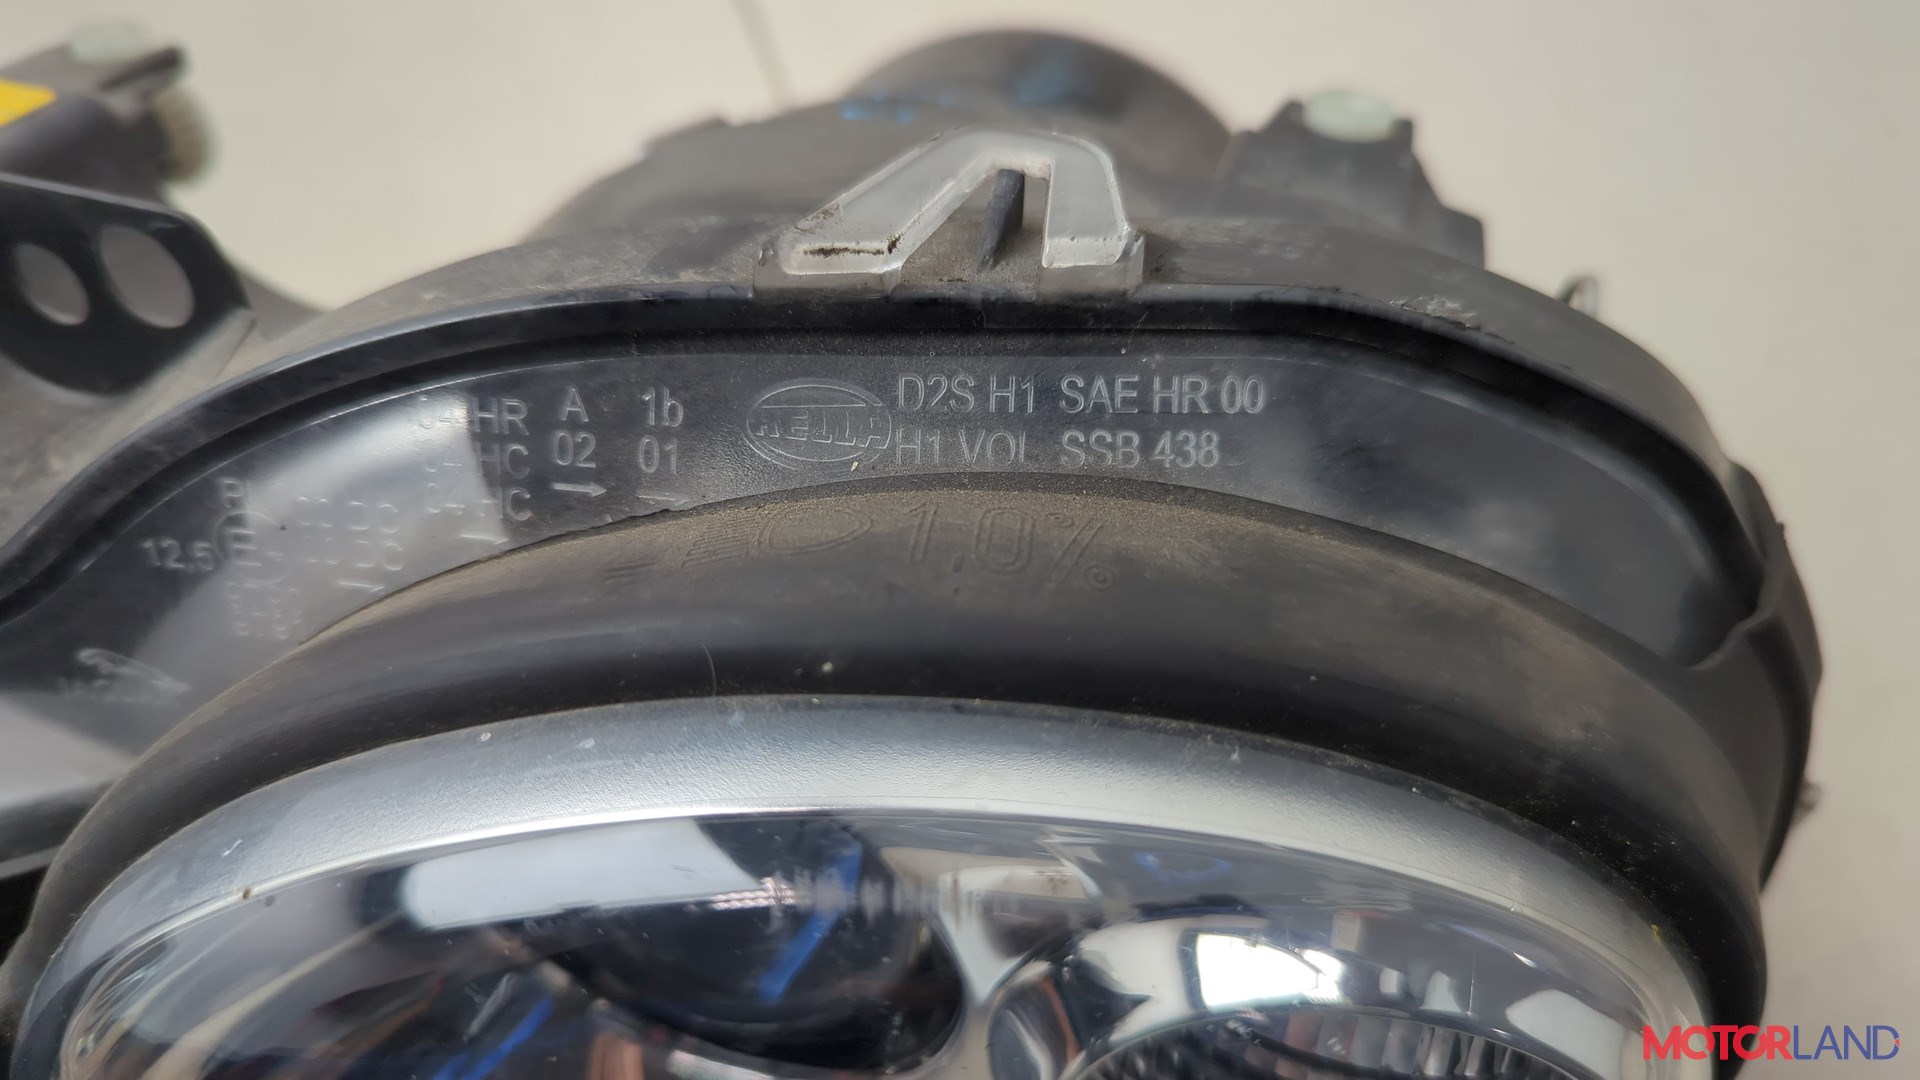 HR A 1b
HC 02 01
HC
12,5 E
HELLA D2S H1 SAE HR 00
H1 VOL SSB 438
1,0%
MOTORLAND